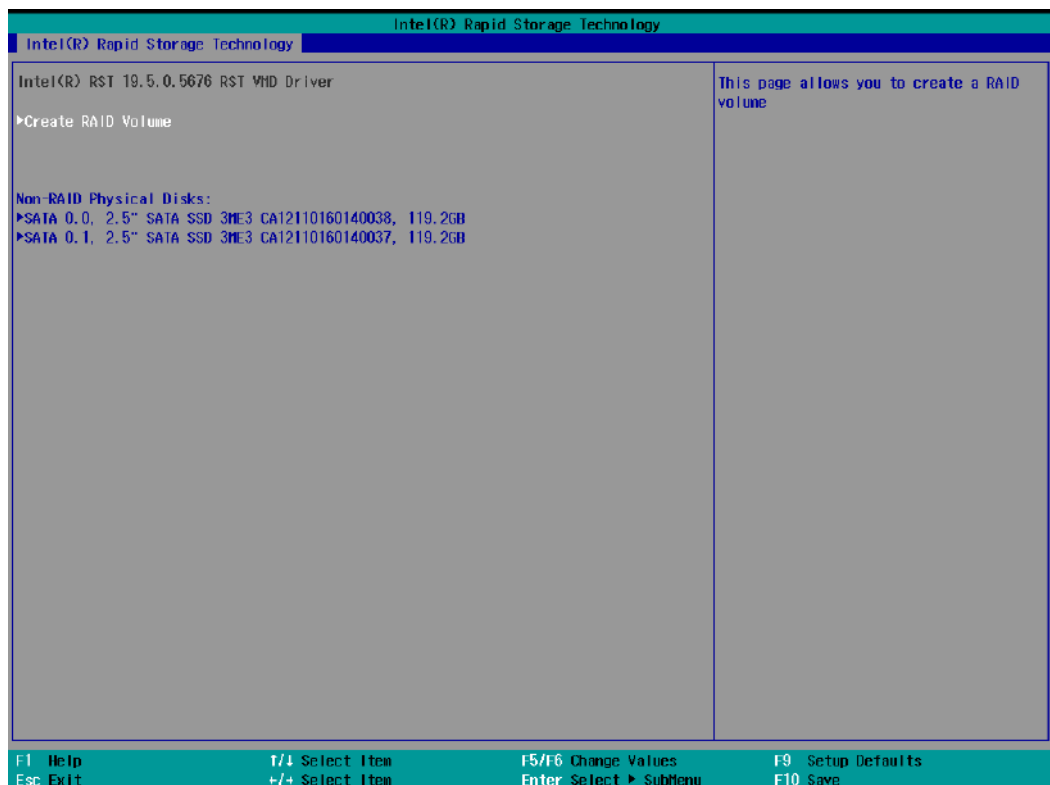 Intel(R) Rapid Storage Technology
Intel(R) Rapid Storage Technology
Intel(R) RST 19.5.0.5676 RST VMD Driver
▶Create RAID Volume
Non-RAID Physical Disks:
▶SATA 0.0, 2.5" SATA SSD 3ME3 CA12110160140038, 119.2GB
▶SATA 0.1, 2.5" SATA SSD 3ME3 CA12110160140037, 119.2GB
This page allows you to create a RAID
volume
F1 Help ↑/↓ Select Item F5/F6 Change Values F9 Setup Defaults
Esc Exit ←/→ Select Item Enter Select ▶ SubMenu F10 Save